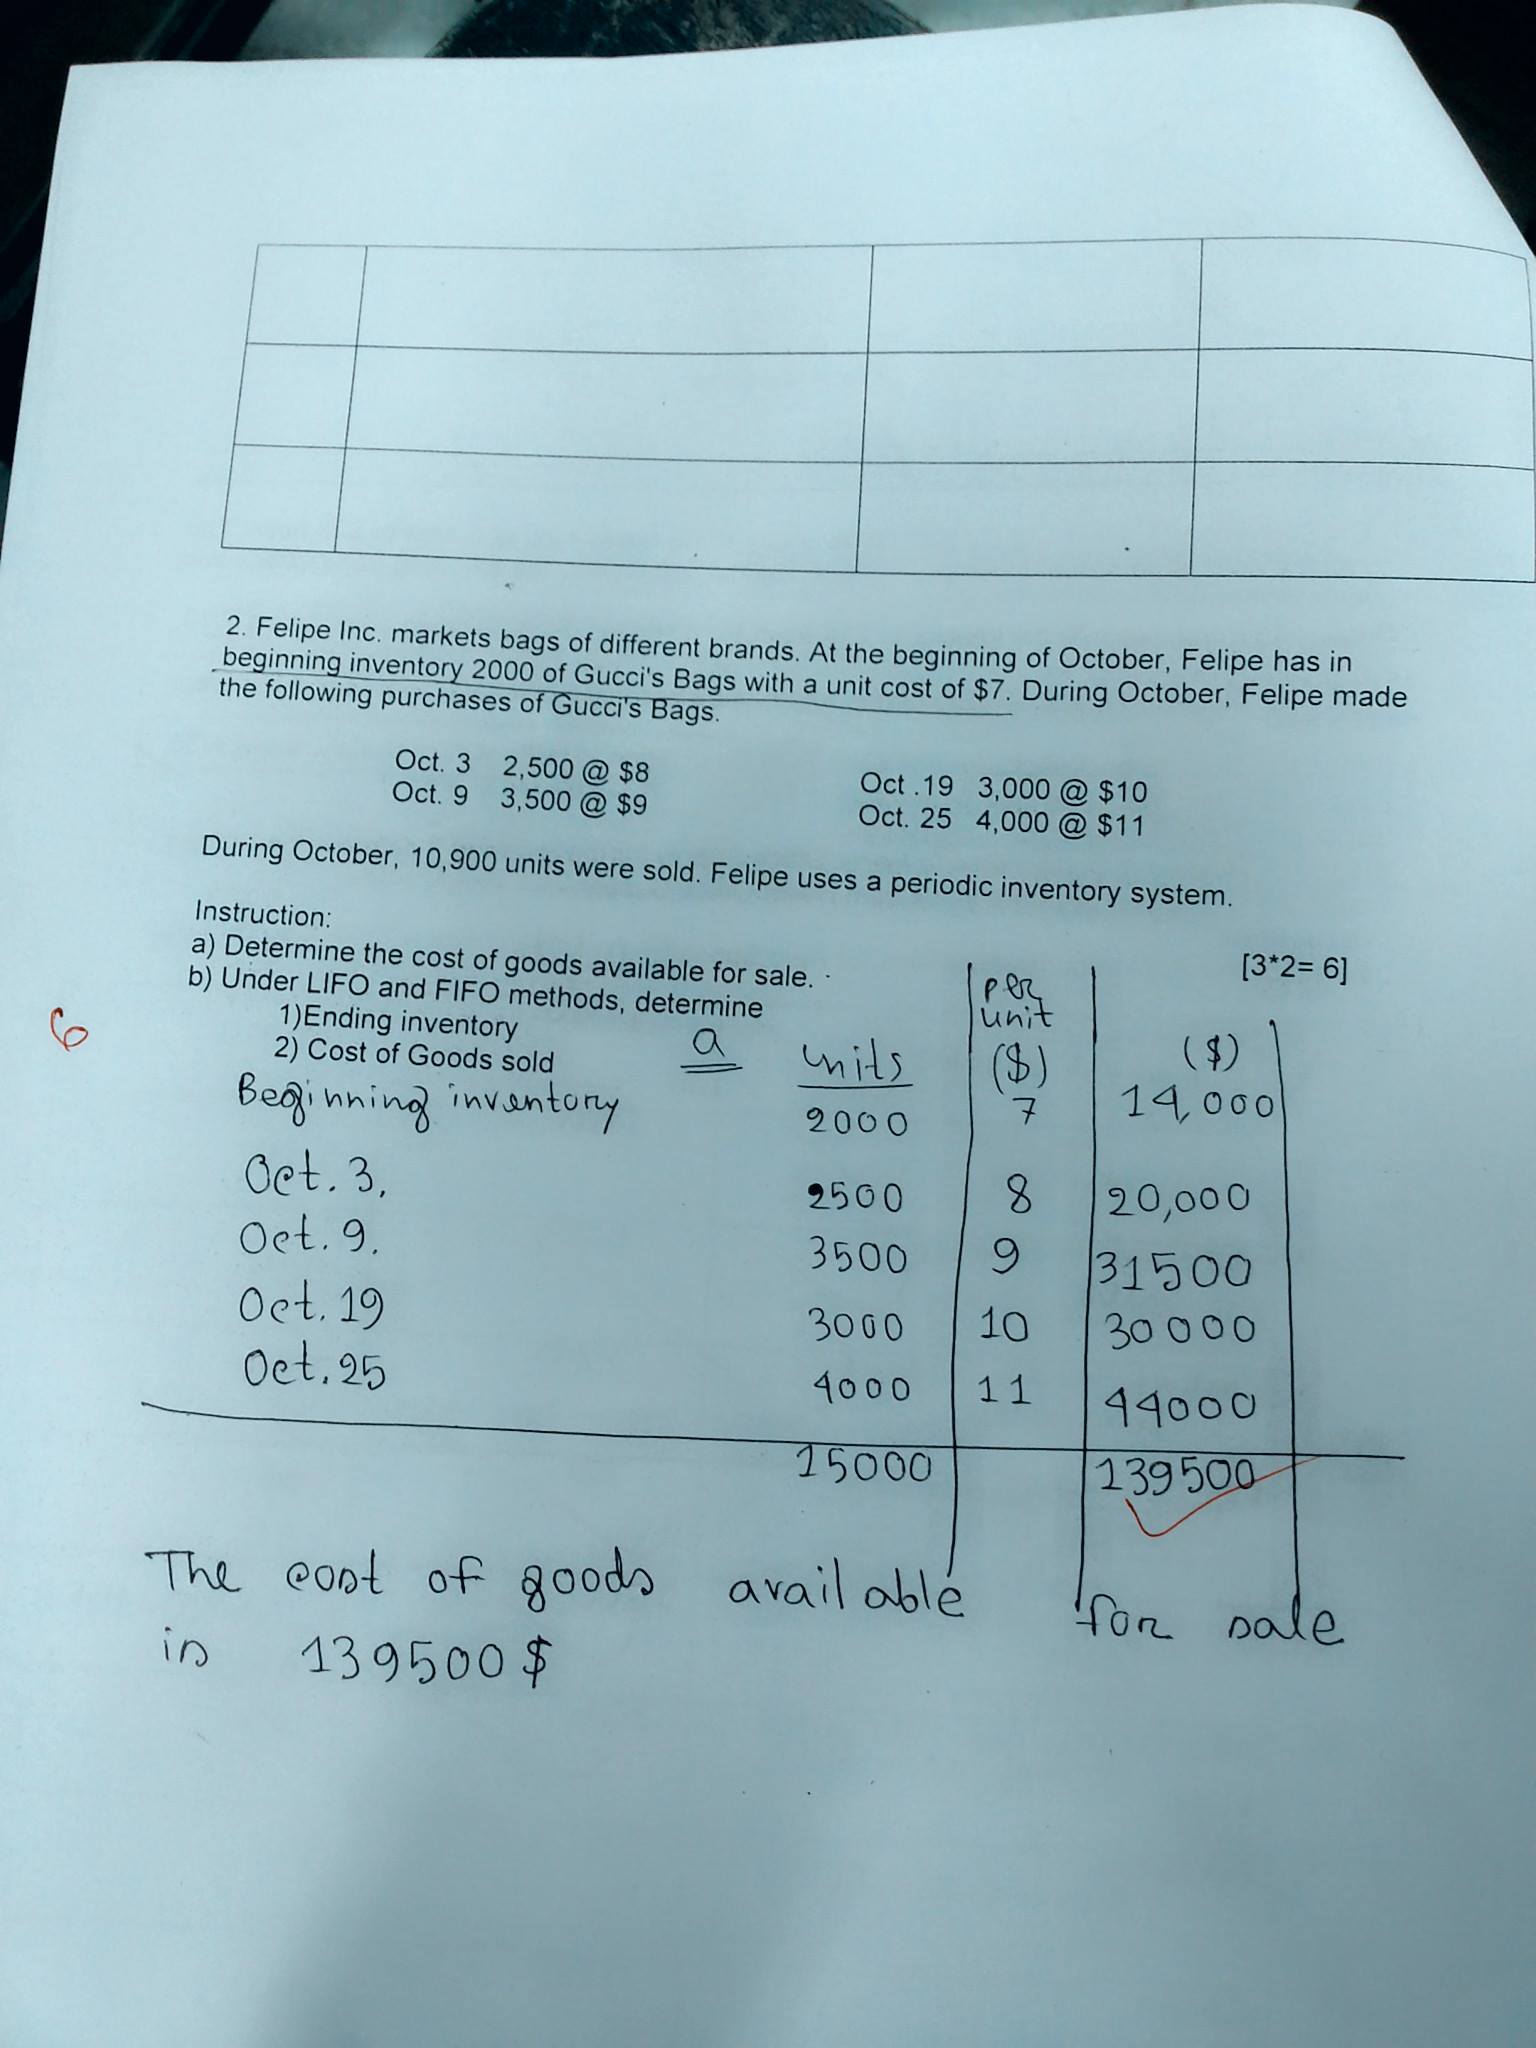 2. Felipe Inc. markets bags of different brands. At the beginning of October, Felipe has in
beginning inventory 2000 of Gucci's Bags with a unit cost of $7. During October, Felipe made
the following purchases of Gucci's Bags.
Oct. 3 2,500 @ $8 Oct .19 3,000 @ $10
Oct. 9 3,500 @ $9 Oct. 25 4,000 @ $11
During October, 10,900 units were sold. Felipe uses a periodic inventory system.
Instruction:
a) Determine the cost of goods available for sale. [3*2= 6]
b) Under LIFO and FIFO methods, determine
1)Ending inventory
2) Cost of Goods sold
6
a units per unit ($) ($)
Beginning inventory 2000 7 14,000
Oct. 3, 2500 8 20,000
Oct. 9. 3500 9 31500
Oct. 19 3000 10 30000
Oct. 25 4000 11 44000
15000 139500
The cost of goods available for sale
is 139500 $